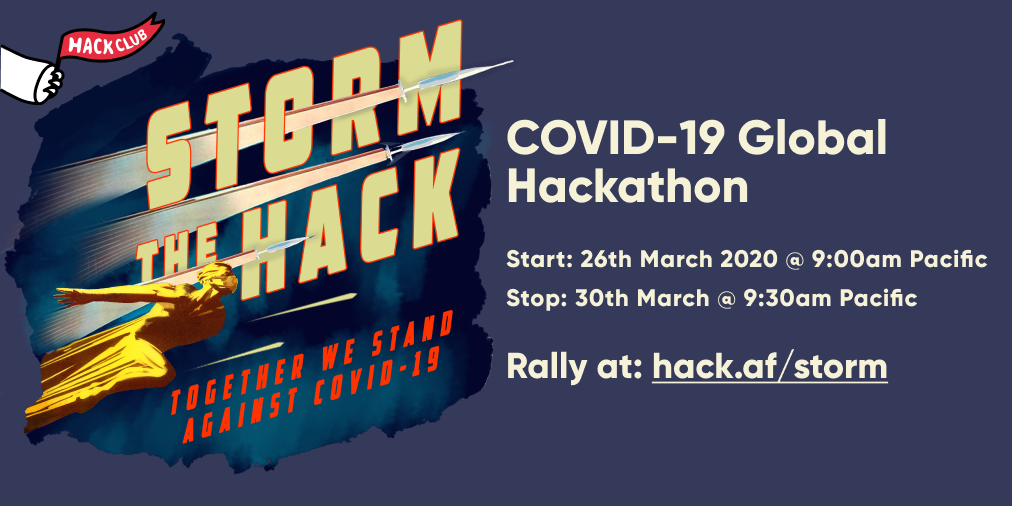 HACK CLUB
STORM
THE HACK
TOGETHER WE STAND
AGAINST COVID-19
COVID-19 Global
Hackathon
Start: 26th March 2020 @ 9:00am Pacific
Stop: 30th March @ 9:30am Pacific
Rally at: hack.af/storm